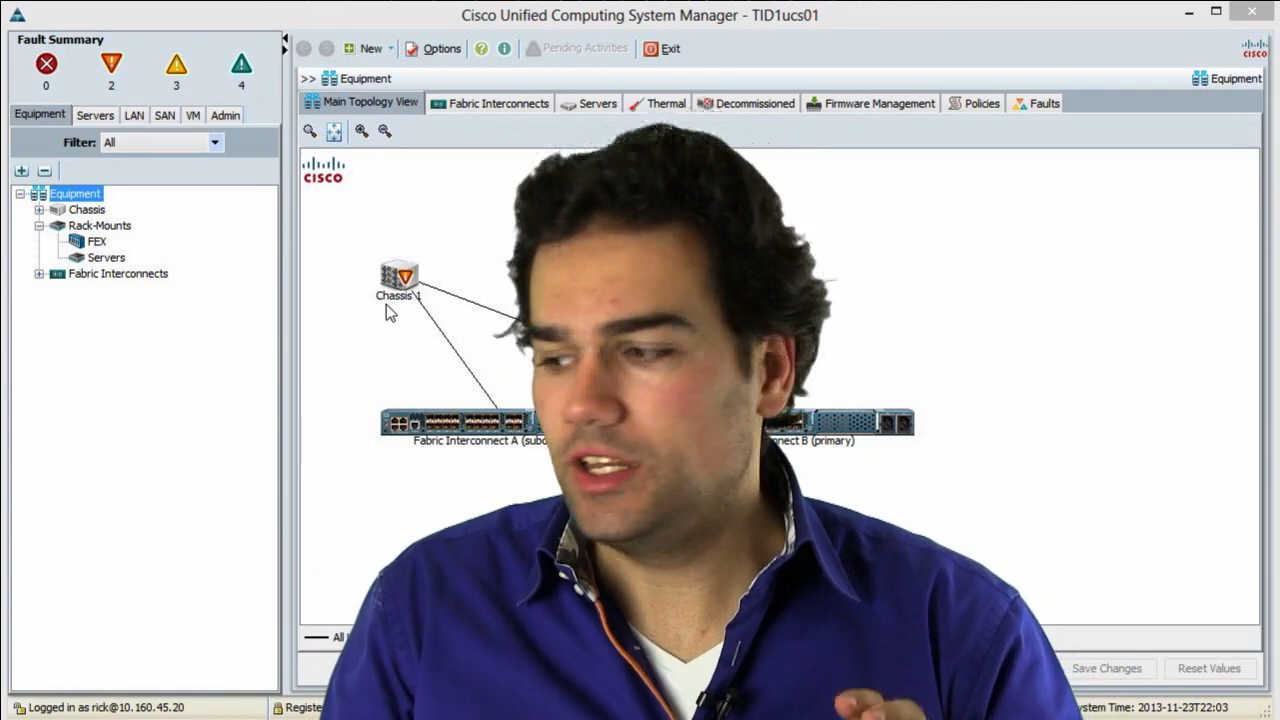 Cisco Unified Computing System Manager - TID1ucs01
Fault Summary
0 2 3 4
New Options Pending Activities Exit
>> Equipment Equipment
Equipment Servers LAN SAN VM Admin
Main Topology View Fabric Interconnects Servers Thermal Decommissioned Firmware Management Policies Faults
Filter: All
CISCO
CISCO
Equipment
Chassis
Rack-Mounts
FEX
Servers
Fabric Interconnects
Chassis 1
Fabric Interconnect A (subo
nnect B (primary)
All
Save Changes Reset Values
Logged in as rick@10.160.45.20
Registe
ystem Time: 2013-11-23T22:03